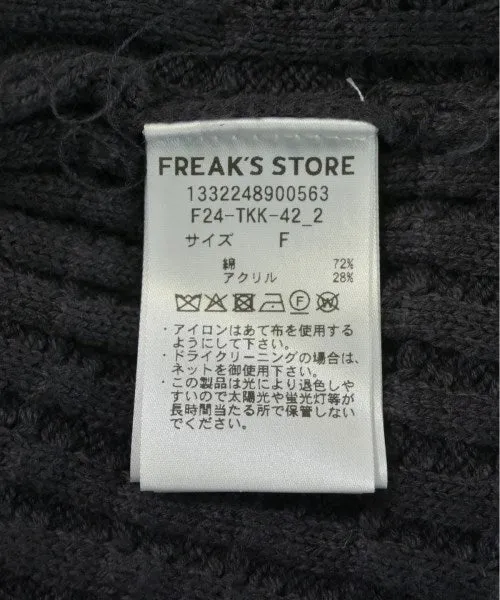 FREAK'S STORE
1332248900563
F24-TKK-42_2
サイズ F
綿 72%
アクリル 28%
・アイロンはあて布を使用する
ようにして下さい。
・ドライクリーニングの場合は、
ネットを御使用下さい。
・この製品は光により退色しや
すいので太陽光や蛍光灯等が
長時間当たる所で保管しない
でください。